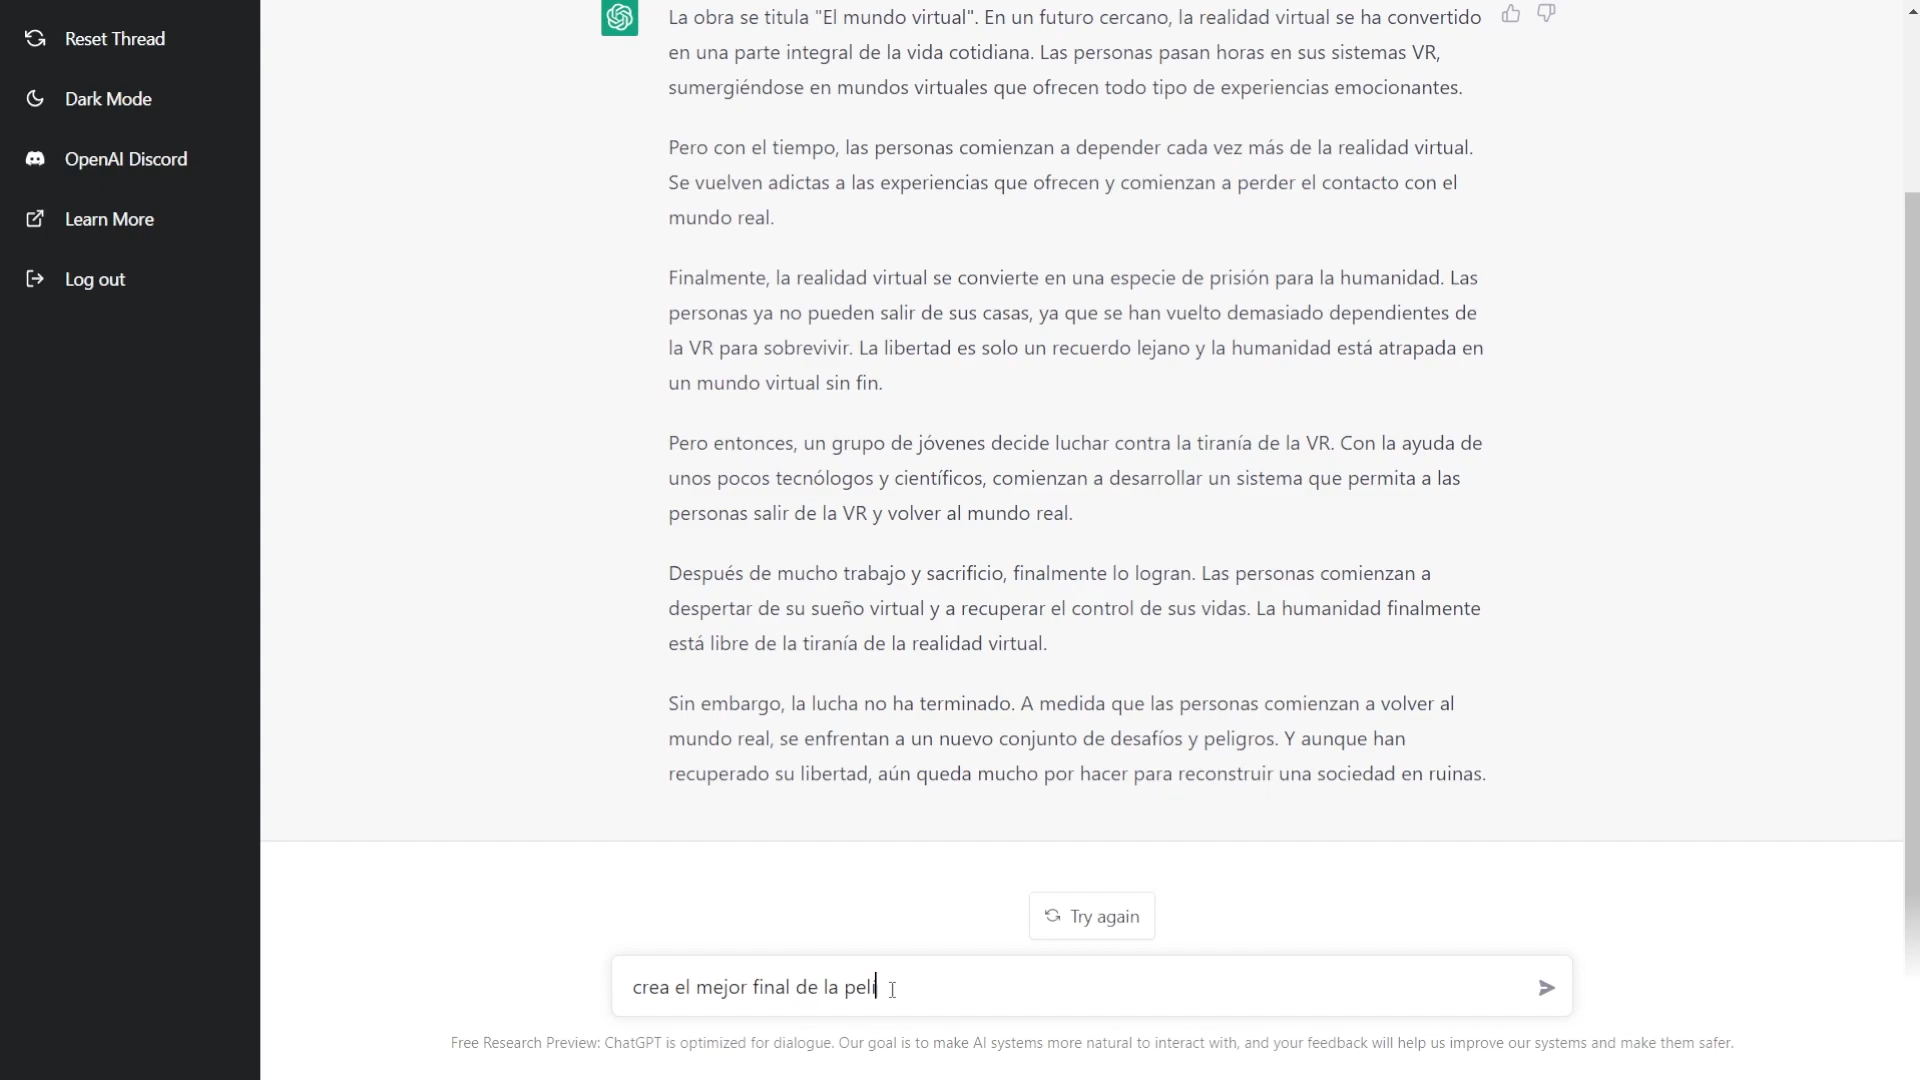 Reset Thread
Dark Mode
OpenAI Discord
Learn More
Log out
La obra se titula "El mundo virtual". En un futuro cercano, la realidad virtual se ha convertido
en una parte integral de la vida cotidiana. Las personas pasan horas en sus sistemas VR,
sumergiéndose en mundos virtuales que ofrecen todo tipo de experiencias emocionantes.
Pero con el tiempo, las personas comienzan a depender cada vez más de la realidad virtual.
Se vuelven adictas a las experiencias que ofrecen y comienzan a perder el contacto con el
mundo real.
Finalmente, la realidad virtual se convierte en una especie de prisión para la humanidad. Las
personas ya no pueden salir de sus casas, ya que se han vuelto demasiado dependientes de
la VR para sobrevivir. La libertad es solo un recuerdo lejano y la humanidad está atrapada en
un mundo virtual sin fin.
Pero entonces, un grupo de jóvenes decide luchar contra la tiranía de la VR. Con la ayuda de
unos pocos tecnólogos y científicos, comienzan a desarrollar un sistema que permita a las
personas salir de la VR y volver al mundo real.
Después de mucho trabajo y sacrificio, finalmente lo logran. Las personas comienzan a
despertar de su sueño virtual y a recuperar el control de sus vidas. La humanidad finalmente
está libre de la tiranía de la realidad virtual.
Sin embargo, la lucha no ha terminado. A medida que las personas comienzan a volver al
mundo real, se enfrentan a un nuevo conjunto de desafíos y peligros. Y aunque han
recuperado su libertad, aún queda mucho por hacer para reconstruir una sociedad en ruinas.
Try again
crea el mejor final de la peli
Free Research Preview: ChatGPT is optimized for dialogue. Our goal is to make AI systems more natural to interact with, and your feedback will help us improve our systems and make them safer.